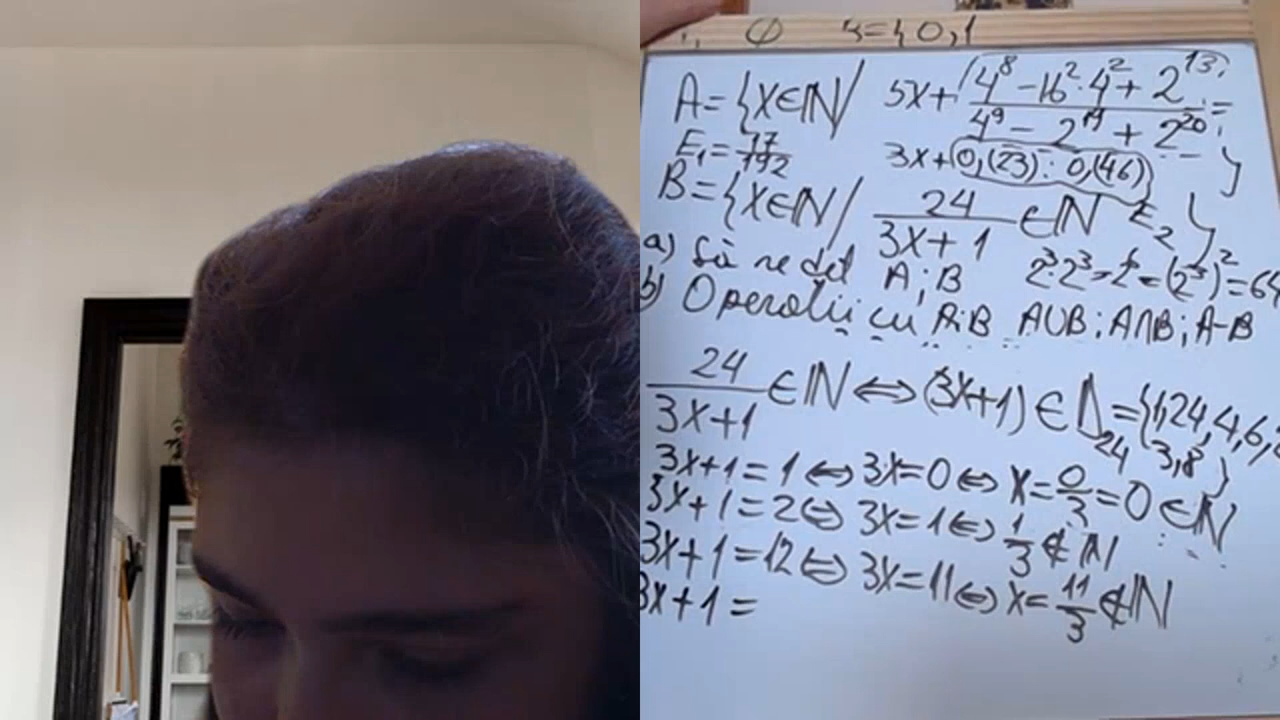 ∅ 3={0,1
A={X∈ℕ/ 5X+(4⁸-16²·4²+2¹³)/(4⁹-2¹⁹+2²⁰)=
E₁=17/192 3X+0,(23):0,(46) }
B={X∈ℕ/ 24/(3X+1) ∈ℕ E₂ }
a) Să se det A;B 2³·2³=2⁶=(2³)²=64
b) Operații cu A;B A∪B;A∩B;A-B
24/(3X+1) ∈ℕ ⇔ (3X+1)∈D₂₄={1,24,4,6,
3,8}
3X+1=1 ⇔ 3X=0 ⇔ X=0/3=0 ∈ℕ
3X+1=2 ⇔ 3X=1 ⇔ 1/3 ∉ ℕ
3X+1=12 ⇔ 3X=11 ⇔ X=11/3 ∉ℕ
3X+1=